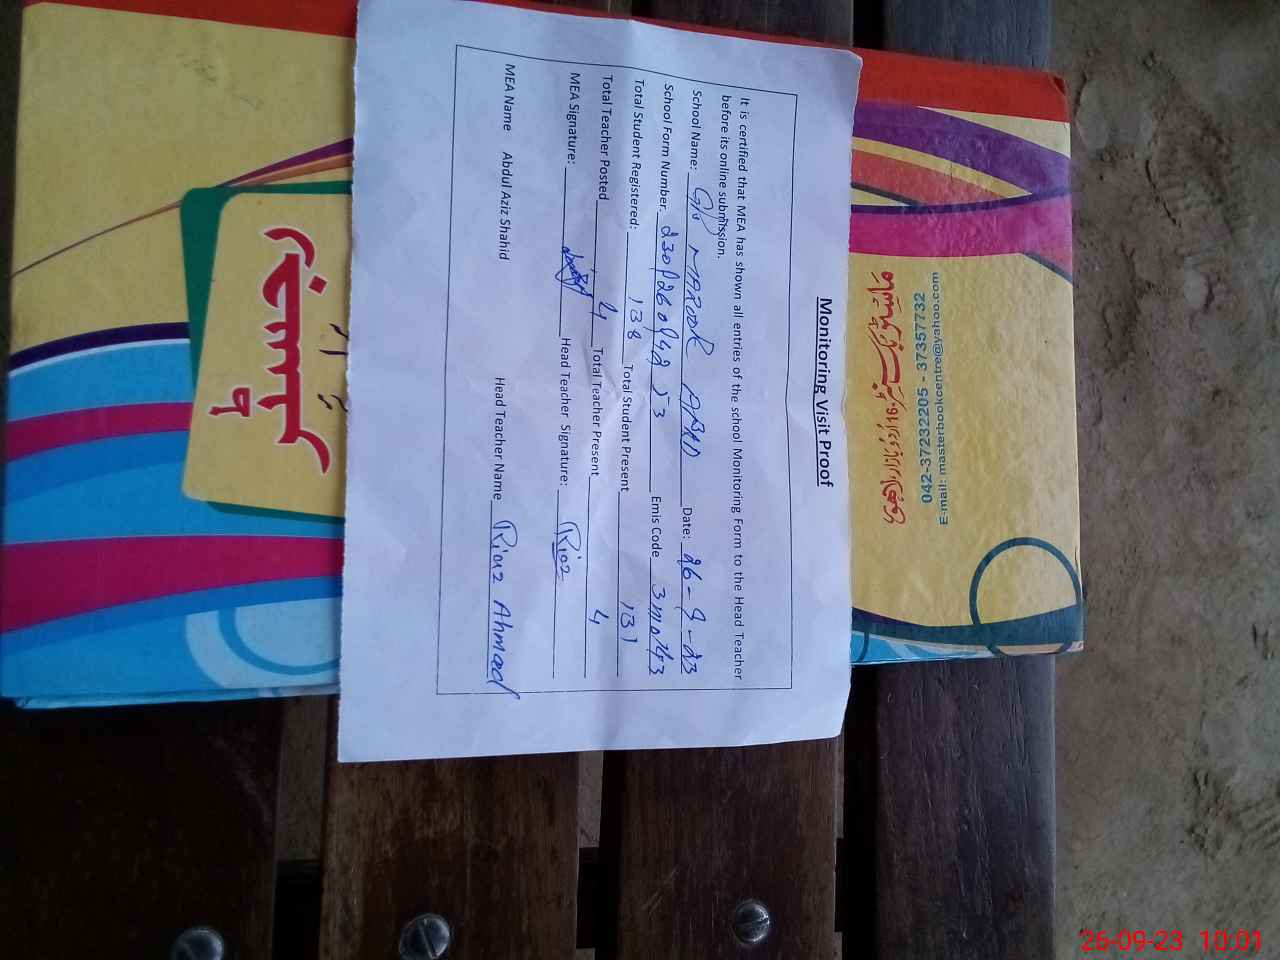 Monitoring Visit Proof
It is certified that MEA has shown all entries of the school Monitoring Form to the Head Teacher
before its online submission.
School Name: MAROOK ABAD Date: 26-9-23
School Form Number. Emis Code
Total Student Registered: 138 Total Student Present 131
Total Teacher Posted 4 Total Teacher Present 4
MEA Signature: Head Teacher Signature: Riaz
MEA Name Abdul Aziz Shahid Head Teacher Name Riaz Ahmad
رجسٹر
042-37232205 - 37357732
E-mail: masterbookcentre@yahoo.com
26-09-23 10:01